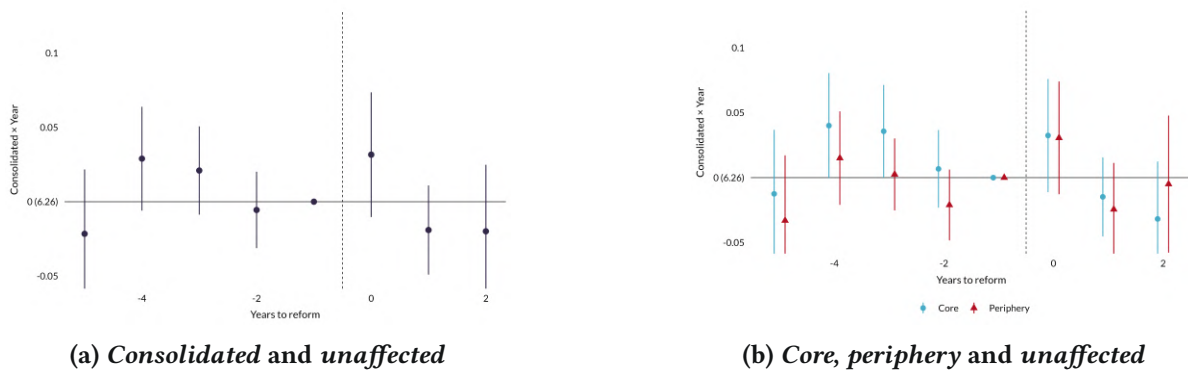 0.1
0.05
0 (6.26)
-0.05
Consolidated × Year
-4
-2
0
2
Years to reform
(a) Consolidated and unaffected
0.1
0.05
0 (6.26)
-0.05
Consolidated × Year
-4
-2
0
2
Years to reform
Core Periphery
(b) Core, periphery and unaffected